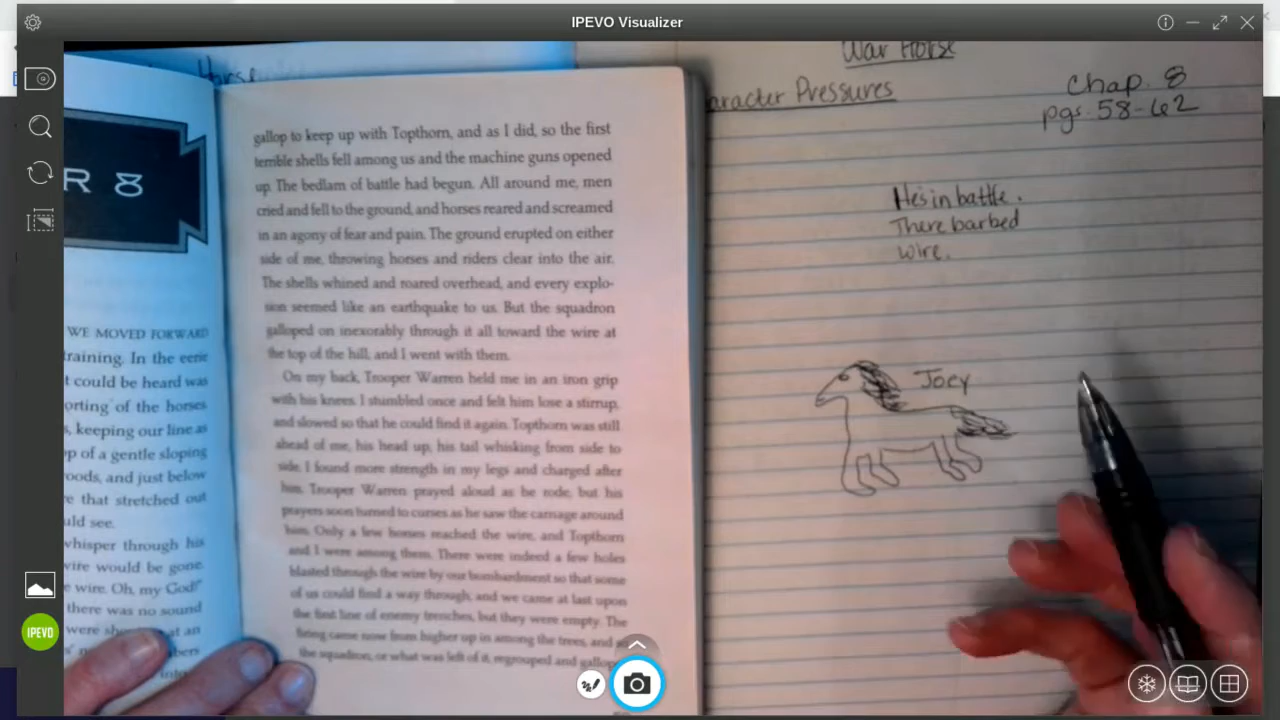 IPEVO Visualizer
Horse
R 8
WE MOVED FORWARD
training. In the eerie
t could be heard was
orting of the horses
s, keeping our line as
p of a gentle sloping
oods, and just below
e that stretched out
uld see.
whisper through his
wire would be gone.
e wire. Oh, my God!"
there was no sound
were
at an
gallop to keep up with Topthorn, and as I did, so the first
terrible shells fell among us and the machine guns opened
up. The bedlam of battle had begun. All around me, men
cried and fell to the ground, and horses reared and screamed
in an agony of fear and pain. The ground erupted on either
side of me, throwing horses and riders clear into the air.
The shells whined and roared overhead, and every explo-
sion seemed like an earthquake to us. But the squadron
galloped on inexorably through it all toward the wire at
the top of the hill, and I went with them.
On my back, Trooper Warren held me in an iron grip
with his knees. I stumbled once and felt him lose a stirrup,
and slowed so that he could find it again. Topthorn was still
ahead of me, his head up, his tail whisking from side to
side. I found more strength in my legs and charged after
him. Trooper Warren prayed aloud as he rode, but his
prayers soon turned to curses as he saw the carnage around
him. Only a few horses reached the wire, and Topthorn
and I were among them. There were indeed a few holes
blasted through the wire by our bombardment so that some
of us could find a way through, and we came at last upon
the first line of enemy trenches, but they were empty. The
firing came now from higher up in among the trees, and
the squadron, or what was left of it, regrouped and gallop
War Horse
aracter Pressures
Chap. 8
pgs. 58-62
He's in battle.
There barbed
wire.
Joey
IPEVO